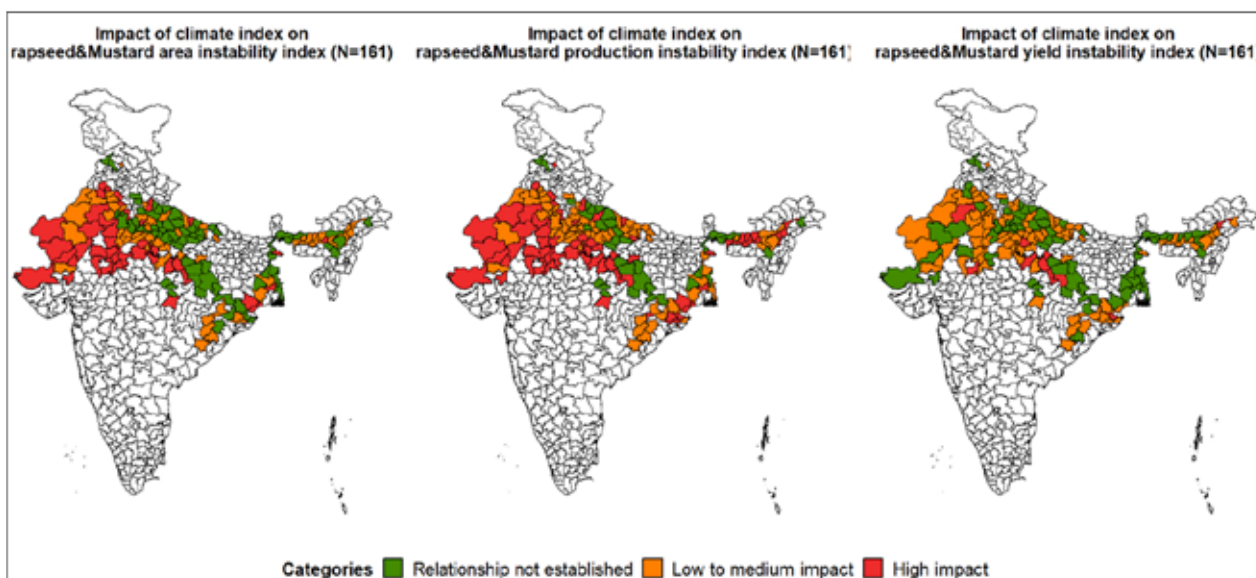 Impact of climate index on
rapseed&Mustard area instability index (N=161)
Impact of climate index on
rapseed&Mustard production instability index (N=161)
Impact of climate index on
rapseed&Mustard yield instability index (N=161
Categories Relationship not established Low to medium impact High impact